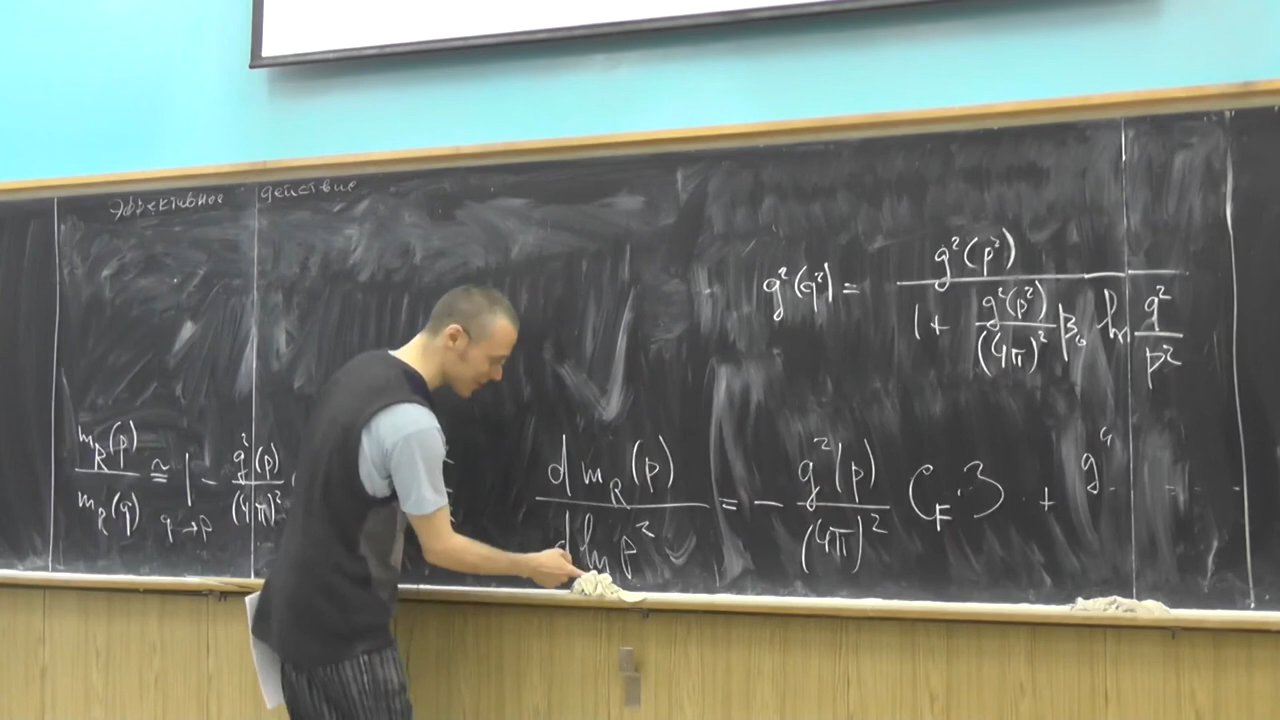 Эффективное действие
g²(q²) = g²(p²) / (1 + g²(p²)/(4π)² β₀ ln q²/p²)
m_R(p) / m_R(q) ≅ 1 - g²(p)/(4π)²
q→p
d m_R(p) / d ln p² = - g²(p)/(4π)² C_F · 3 + g⁴